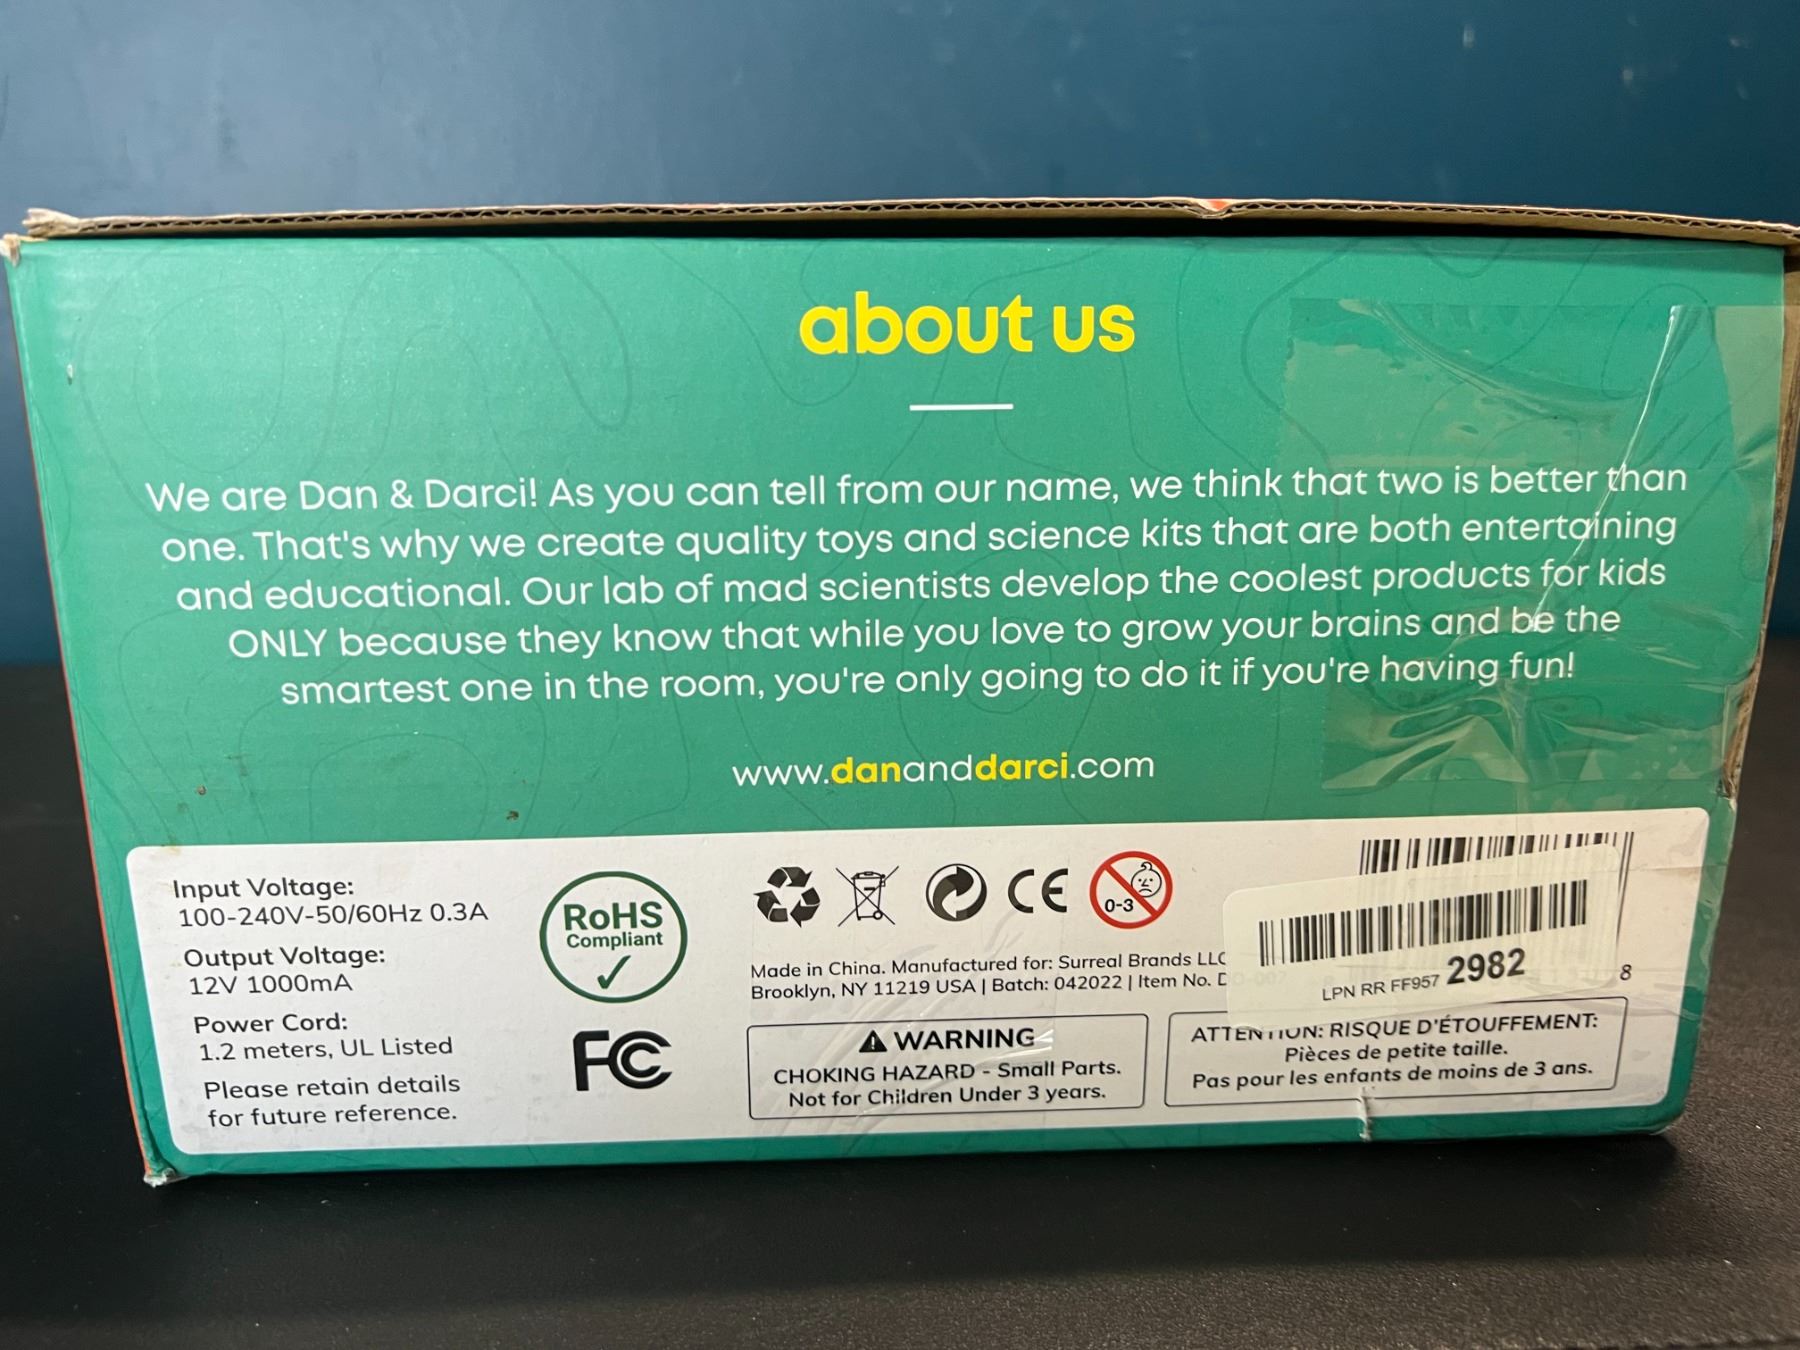 about us
We are Dan & Darci! As you can tell from our name, we think that two is better than
one. That's why we create quality toys and science kits that are both entertaining
and educational. Our lab of mad scientists develop the coolest products for kids
ONLY because they know that while you love to grow your brains and be the
smartest one in the room, you're only going to do it if you're having fun!
www.dananddarci.com
Input Voltage:
100-240V-50/60Hz 0.3A
Output Voltage:
12V 1000mA
Power Cord:
1.2 meters, UL Listed
Please retain details
for future reference.
RoHS
Compliant
FC
CE
0-3
Made in China. Manufactured for: Surreal Brands LLC
Brooklyn, NY 11219 USA | Batch: 042022 | Item No.
WARNING
CHOKING HAZARD - Small Parts.
Not for Children Under 3 years.
LPN RR FF957 2982
8
ATTENTION: RISQUE D'ÉTOUFFEMENT:
Pièces de petite taille.
Pas pour les enfants de moins de 3 ans.